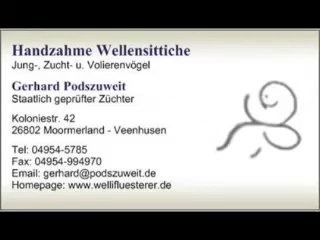 Handzahme Wellensittiche
Jung-, Zucht- u. Volierenvögel
Gerhard Podszuweit
Staatlich geprüfter Züchter
Koloniestr. 42
26802 Moormerland - Veenhusen
Tel: 04954-5785
Fax: 04954-994970
Email: gerhard@podszuweit.de
Homepage: www.wellifluesterer.de